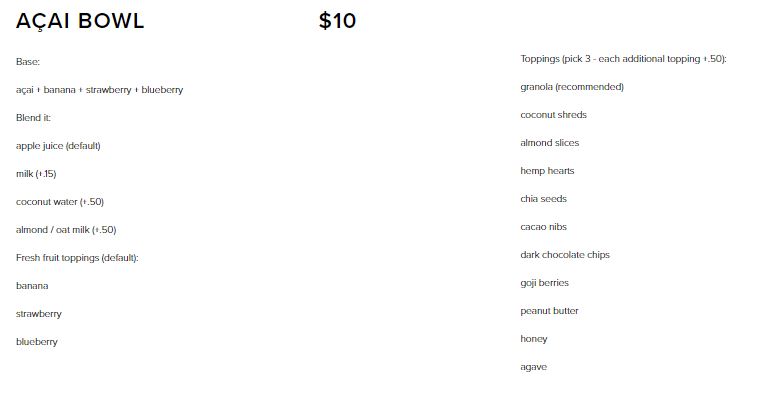 AÇAI BOWL
$10
Base:
açai + banana + strawberry + blueberry
Blend it:
apple juice (default)
milk (+.15)
coconut water (+.50)
almond / oat milk (+.50)
Fresh fruit toppings (default):
banana
strawberry
blueberry
Toppings (pick 3 - each additional topping +.50):
granola (recommended)
coconut shreds
almond slices
hemp hearts
chia seeds
cacao nibs
dark chocolate chips
goji berries
peanut butter
honey
agave